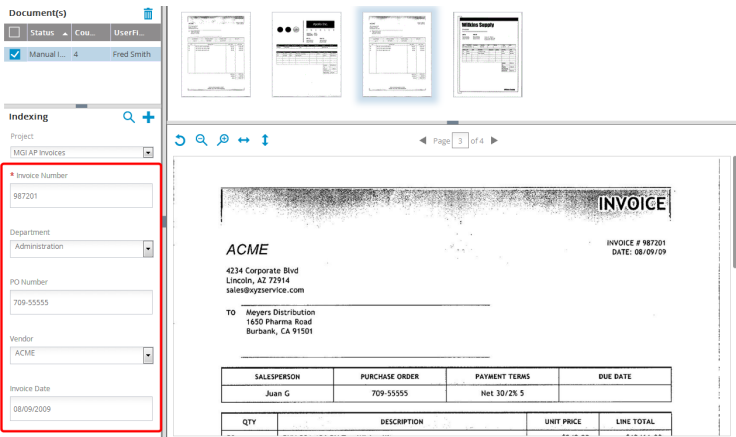 Document(s)
Status Cou... UserFi...
Manual I... 4 Fred Smith
Indexing
Project
MGI AP Invoices
* Invoice Number
987201
Department
Administration
PO Number
709-55555
Vendor
ACME
Invoice Date
08/09/2009
Wilkins Supply
Page 3 of 4
INVOICE
ACME
INVOICE # 987201
DATE: 08/09/09
4234 Corporate Blvd
Lincoln, AZ 72914
sales@xyzservice.com
TO Meyers Distribution
1650 Pharma Road
Burbank, CA 91501
SALESPERSON PURCHASE ORDER PAYMENT TERMS DUE DATE
Juan G 709-55555 Net 30/2% 5
QTY DESCRIPTION UNIT PRICE LINE TOTAL